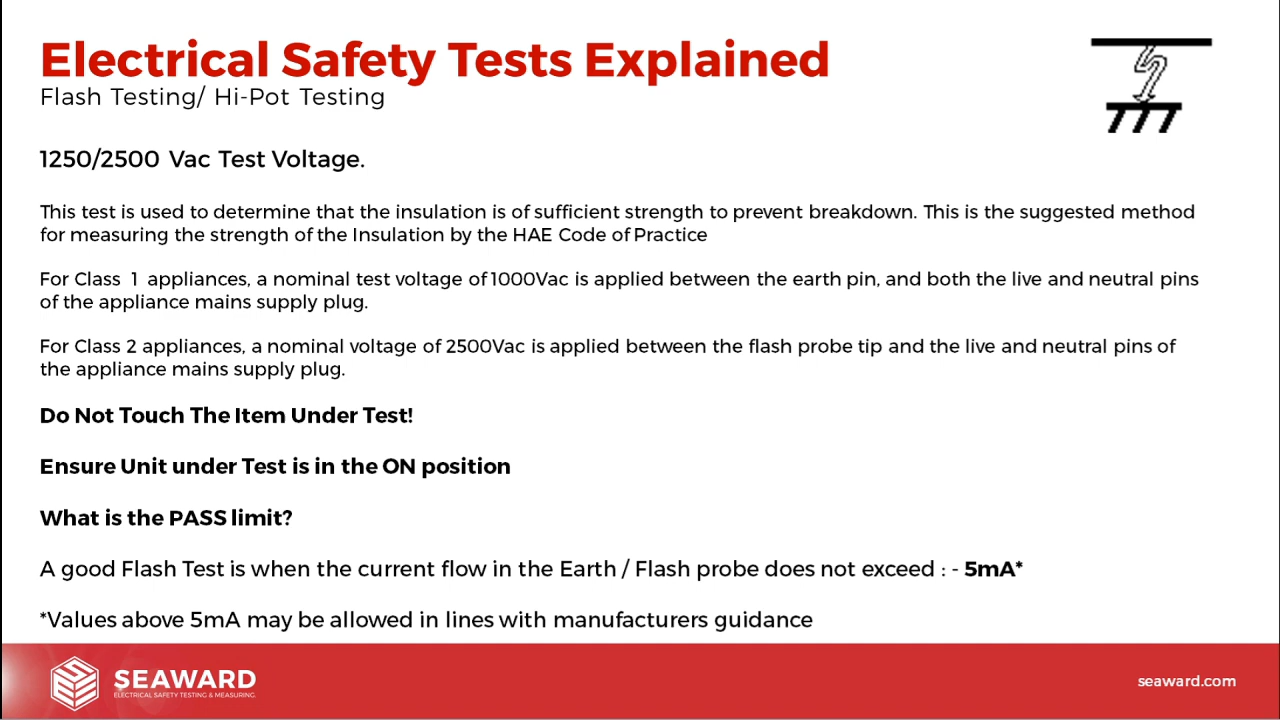 Electrical Safety Tests Explained
Flash Testing/ Hi-Pot Testing
1250/2500 Vac Test Voltage.
This test is used to determine that the insulation is of sufficient strength to prevent breakdown. This is the suggested method
for measuring the strength of the Insulation by the HAE Code of Practice
For Class 1 appliances, a nominal test voltage of 1000Vac is applied between the earth pin, and both the live and neutral pins
of the appliance mains supply plug.
For Class 2 appliances, a nominal voltage of 2500Vac is applied between the flash probe tip and the live and neutral pins of
the appliance mains supply plug.
Do Not Touch The Item Under Test!
Ensure Unit under Test is in the ON position
What is the PASS limit?
A good Flash Test is when the current flow in the Earth / Flash probe does not exceed : - 5mA*
*Values above 5mA may be allowed in lines with manufacturers guidance
SEAWARD
ELECTRICAL SAFETY TESTING & MEASURING.
seaward.com